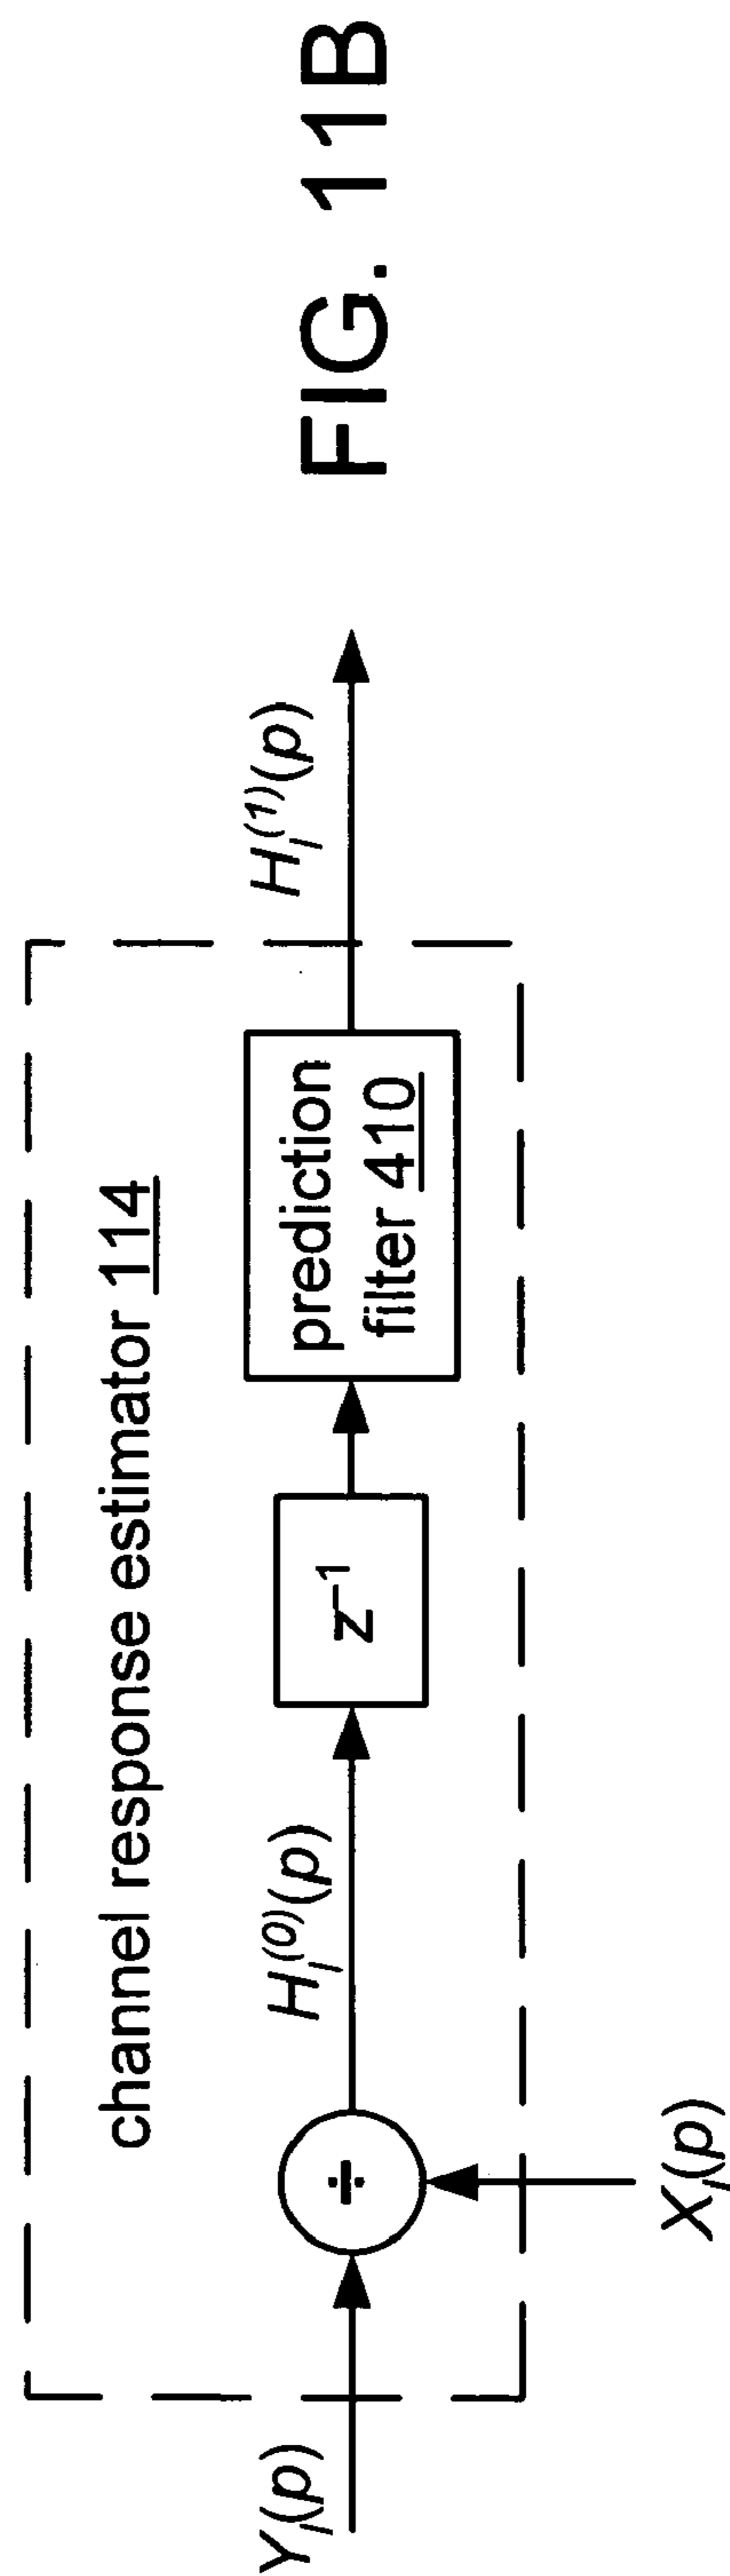 channel response estimator 114
Y_l(p)
÷
X_l(p)
H_l^(0)(p)
z^–1
prediction
filter 410
H_l^(1)(p)
FIG. 11B